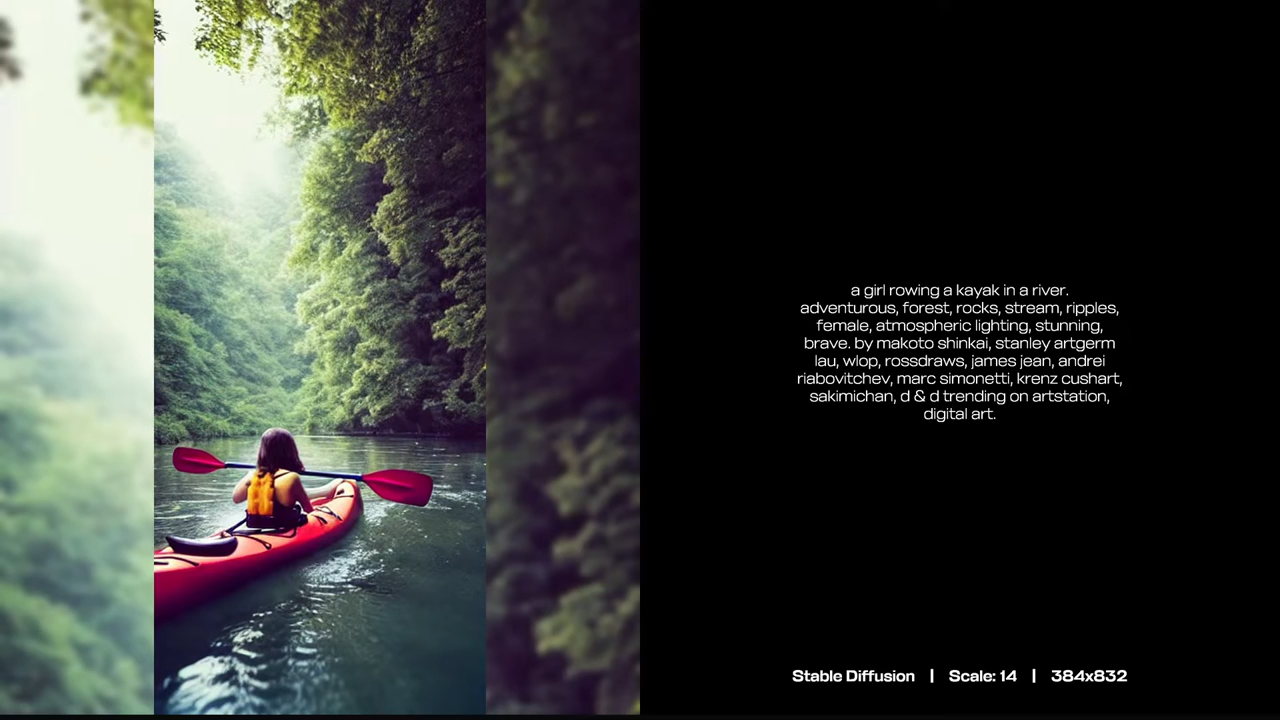 a girl rowing a kayak in a river.
adventurous, forest, rocks, stream, ripples,
female, atmospheric lighting, stunning,
brave. by makoto shinkai, stanley artgerm
lau, wlop, rossdraws, james jean, andrei
riabovitchev, marc simonetti, krenz cushart,
sakimichan, d & d trending on artstation,
digital art.
Stable Diffusion | Scale: 14 | 384x832